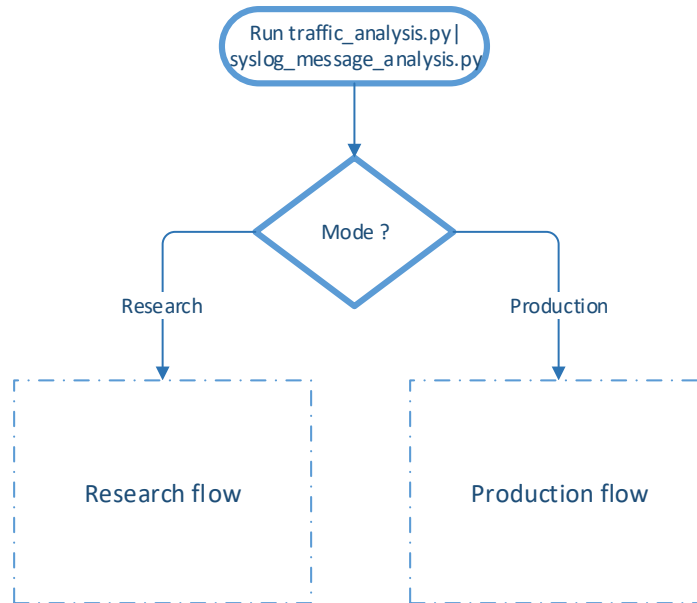 Run traffic_analysis.py|
syslog_message_analysis.py
Mode ?
Research
Production
Research flow
Production flow